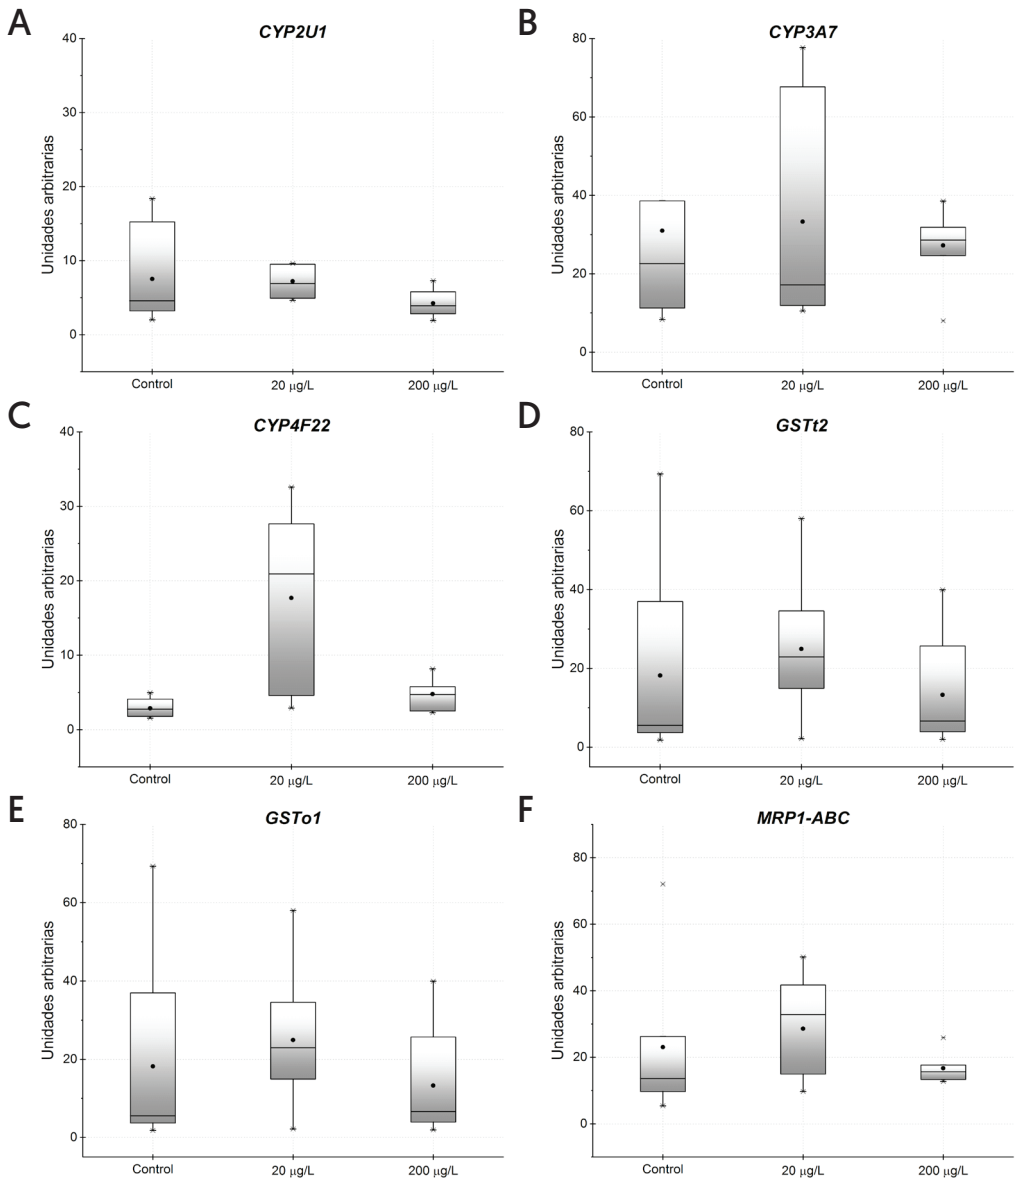 A
CYP2U1
Unidades arbitrarias
40
30
20
10
0
Control
20 µg/L
200 µg/L
B
CYP3A7
Unidades arbitrarias
80
60
40
20
0
Control
20 µg/L
200 µg/L
C
CYP4F22
Unidades arbitrarias
40
30
20
10
0
Control
20 µg/L
200 µg/L
D
GSTt2
Unidades arbitrarias
80
60
40
20
0
Control
20 µg/L
200 µg/L
E
GSTo1
Unidades arbitrarias
80
60
40
20
0
Control
20 µg/L
200 µg/L
F
MRP1-ABC
Unidades arbitrarias
80
60
40
20
0
Control
20 µg/L
200 µg/L